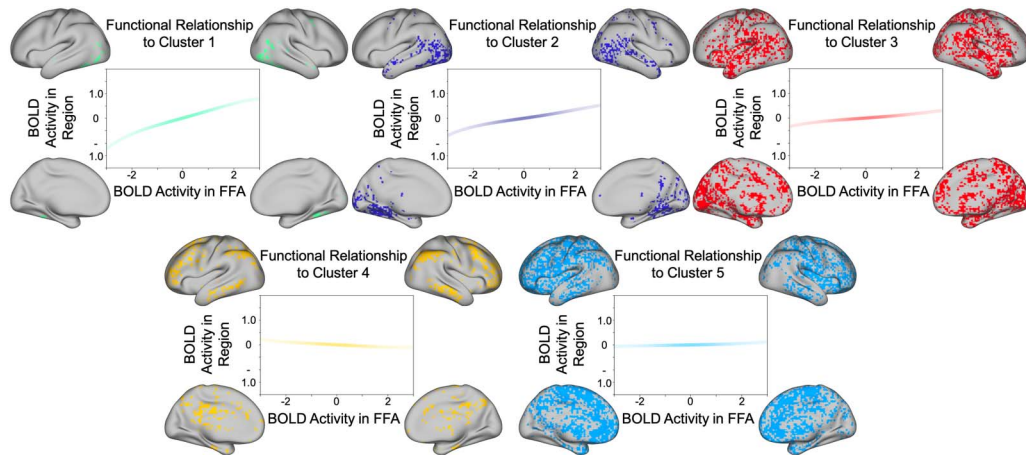 Functional Relationship
to Cluster 1
BOLD
Activity in
Region
1.0
0
-
1.0
-2
0
2
BOLD Activity in FFA
Functional Relationship
to Cluster 2
BOLD
Activity in
Region
1.0
0
-
1.0
-2
0
2
BOLD Activity in FFA
Functional Relationship
to Cluster 3
BOLD
Activity in
Region
1.0
0
-
1.0
-2
0
2
BOLD Activity in FFA
Functional Relationship
to Cluster 4
BOLD
Activity in
Region
1.0
0
-
1.0
-2
0
2
BOLD Activity in FFA
Functional Relationship
to Cluster 5
BOLD
Activity in
Region
1.0
0
-
1.0
-2
0
2
BOLD Activity in FFA